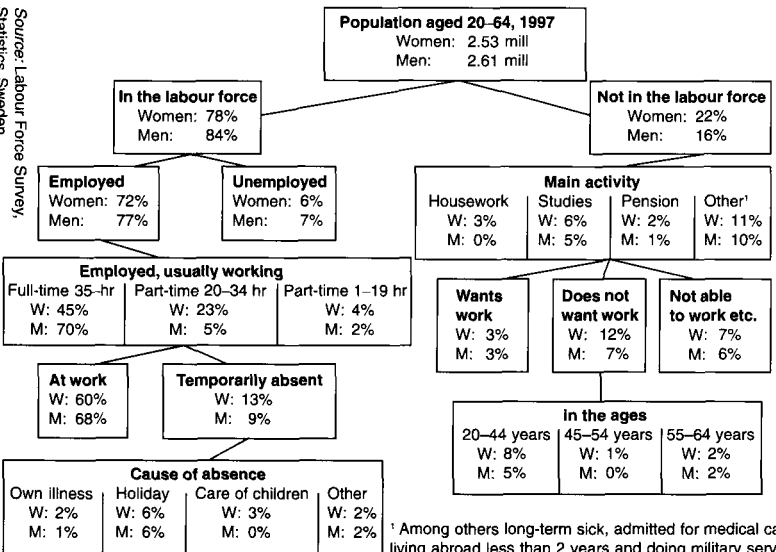 Source: Labour Force Survey,
Statistics Sweden
Population aged 20–64, 1997
Women: 2.53 mill
Men: 2.61 mill
In the labour force
Women: 78%
Men: 84%
Not in the labour force
Women: 22%
Men: 16%
Employed
Women: 72%
Men: 77%
Unemployed
Women: 6%
Men: 7%
Main activity
Housework Studies Pension Other¹
W: 3% W: 6% W: 2% W: 11%
M: 0% M: 5% M: 1% M: 10%
Employed, usually working
Full-time 35–hr Part-time 20–34 hr Part-time 1–19 hr
W: 45% W: 23% W: 4%
M: 70% M: 5% M: 2%
Wants
work
W: 3%
M: 3%
Does not
want work
W: 12%
M: 7%
Not able
to work etc.
W: 7%
M: 6%
At work
W: 60%
M: 68%
Temporarily absent
W: 13%
M: 9%
in the ages
20–44 years 45–54 years 55–64 years
W: 8% W: 1% W: 2%
M: 5% M: 0% M: 2%
Cause of absence
Own illness Holiday Care of children Other
W: 2% W: 6% W: 3% W: 2%
M: 1% M: 6% M: 0% M: 2%
¹ Among others long-term sick, admitted for medical
living abroad less than 2 years and doing military